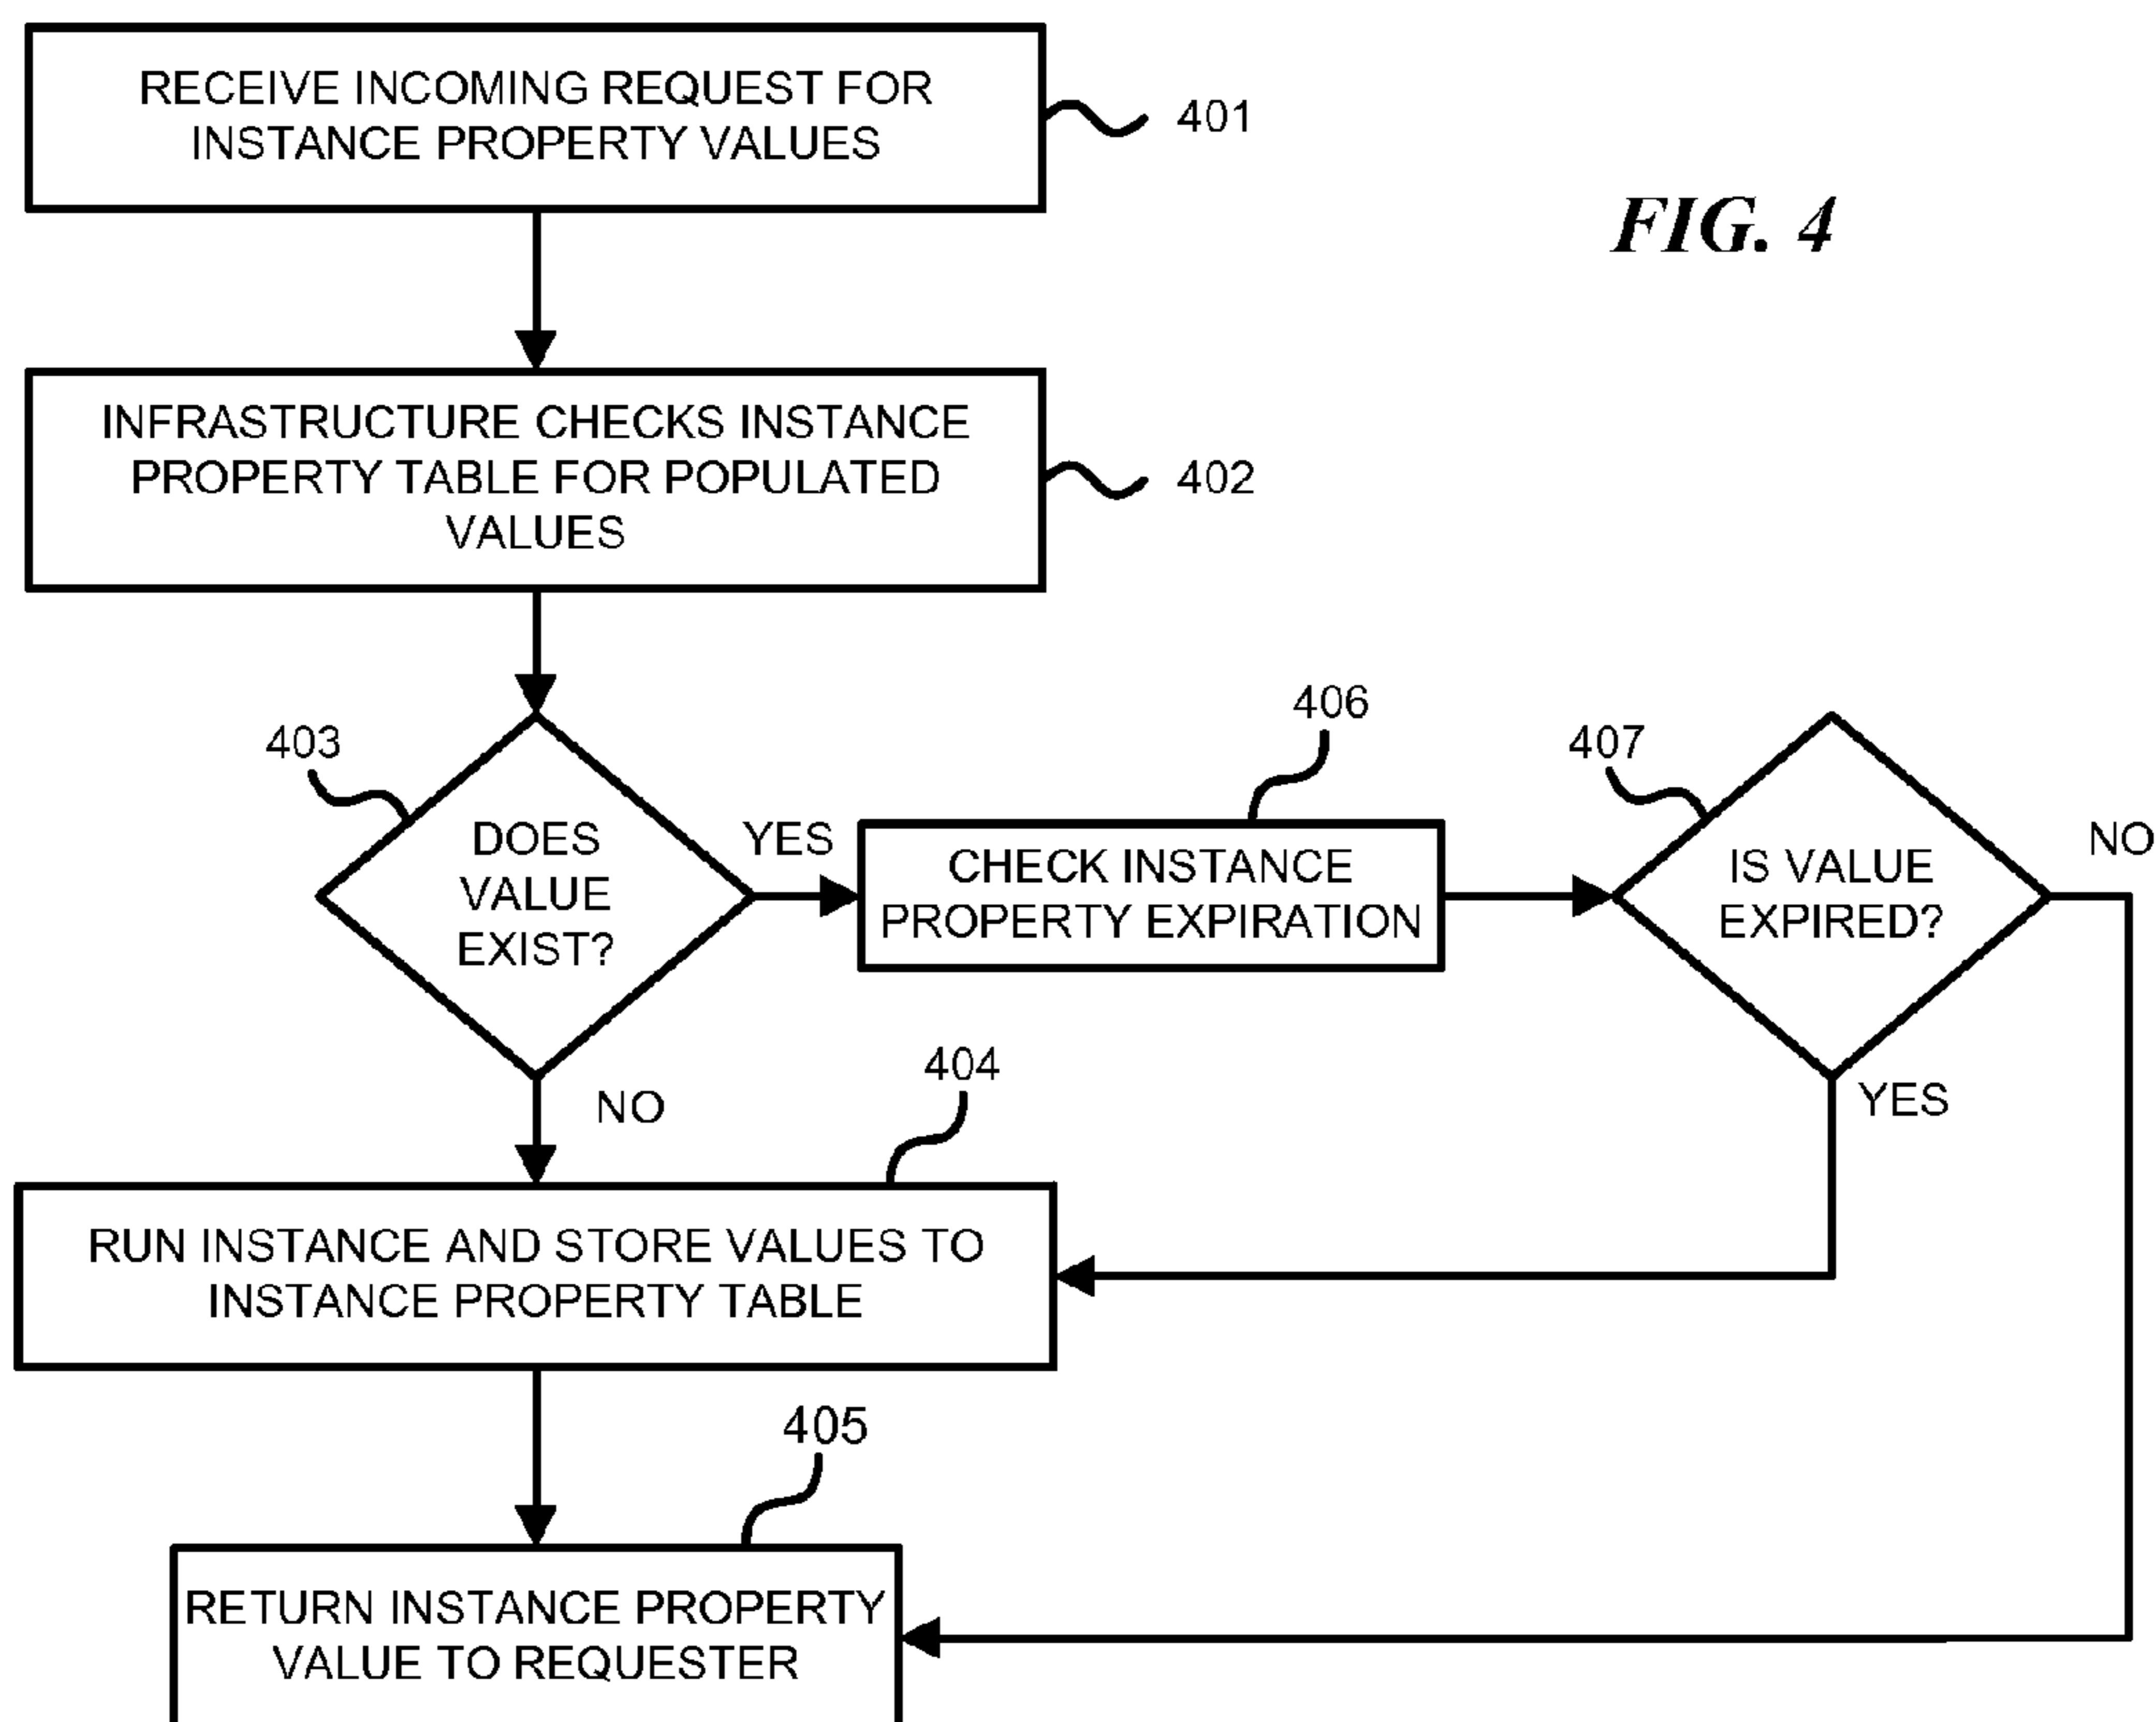 RECEIVE INCOMING REQUEST FOR
INSTANCE PROPERTY VALUES
401
FIG. 4
INFRASTRUCTURE CHECKS INSTANCE
PROPERTY TABLE FOR POPULATED
VALUES
402
403
DOES
VALUE
EXIST?
YES
406
CHECK INSTANCE
PROPERTY EXPIRATION
407
IS VALUE
EXPIRED?
NO
YES
NO
404
RUN INSTANCE AND STORE VALUES TO
INSTANCE PROPERTY TABLE
405
RETURN INSTANCE PROPERTY
VALUE TO REQUESTER